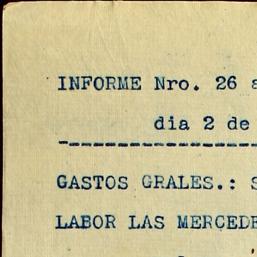 INFORME Nro. 26 a
dia 2 de
GASTOS GRALES.: S
LABOR LAS MERCEDE